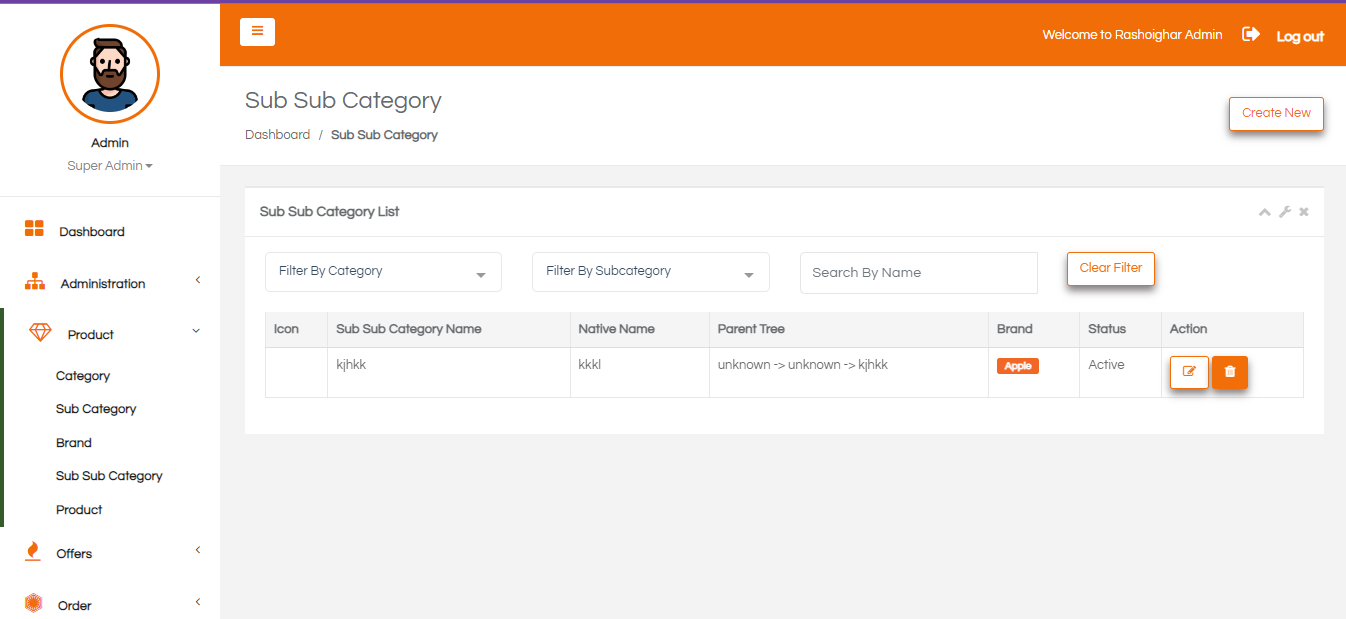 Welcome to Rashoighar Admin Log out
Admin
Super Admin
Dashboard
Administration
Product
Category
Sub Category
Brand
Sub Sub Category
Product
Offers
Order
Sub Sub Category
Dashboard / Sub Sub Category
Create New
Sub Sub Category List
Filter By Category Filter By Subcategory Search By Name Clear Filter
Icon Sub Sub Category Name Native Name Parent Tree Brand Status Action
kjhkk kkkl unknown -> unknown -> kjhkk Apple Active